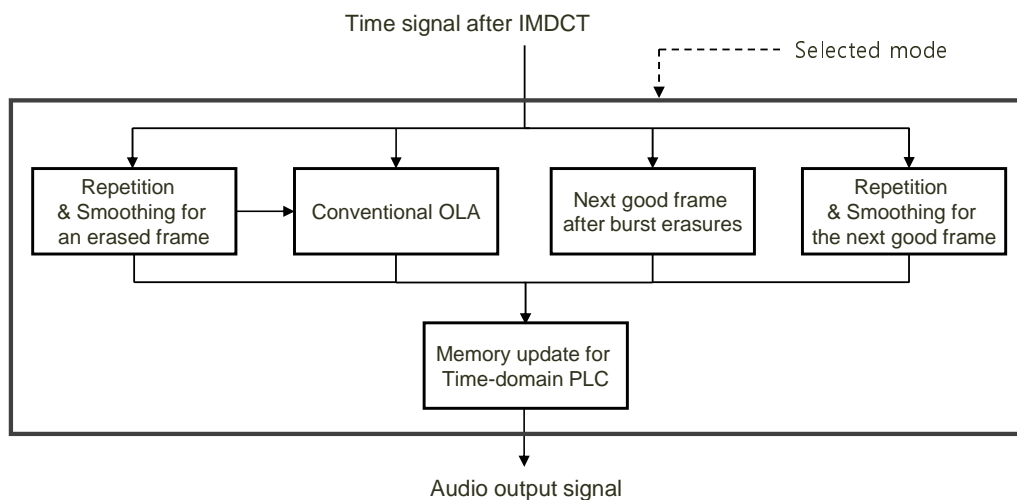 Time signal after IMDCT
Selected mode
Repetition
& Smoothing for
an erased frame
Conventional OLA
Next good frame
after burst erasures
Repetition
& Smoothing for
the next good frame
Memory update for
Time-domain PLC
Audio output signal